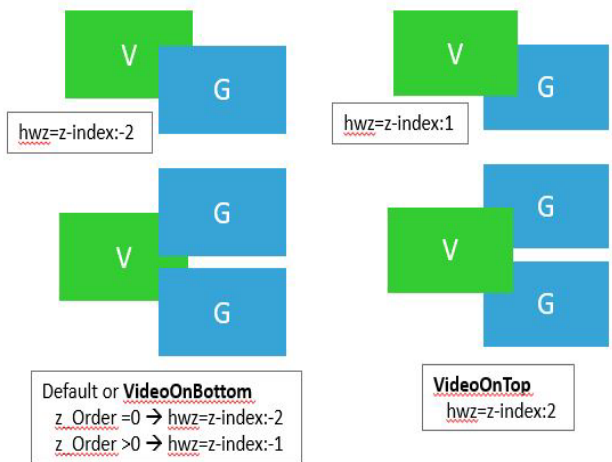 V
G
hwz=z-index:-2
V
G
hwz=z-index:1
G
V
G
Default or VideoOnBottom
z_Order =0 → hwz=z-index:-2
z_Order >0 → hwz=z-index:-1
G
V
G
VideoOnTop
hwz=z-index:2